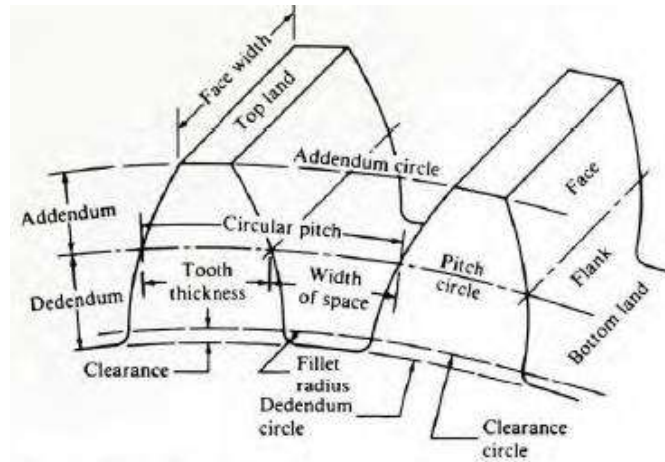 Face width
Top land
Addendum circle
Addendum
Face
Circular pitch
Flank
Dedendum
Tooth
thickness
Width
of space
Pitch
circle
Bottom land
Clearance
Fillet
radius
Dedendum
circle
Clearance
circle